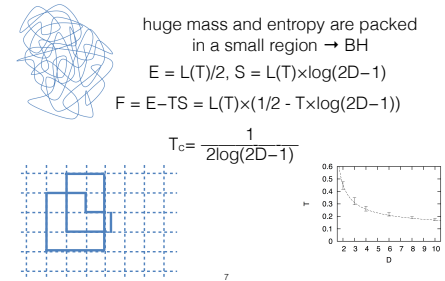 huge mass and entropy are packed
in a small region → BH
E = L(T)/2, S = L(T)×log(2D−1)
F = E−TS = L(T)×(1/2 - T×log(2D−1))
Tc= 1
2log(2D−1)
0.6
0.5
0.4
0.3
0.2
0.1
0
T
2 3 4 5 6 7 8 9 10
D
7